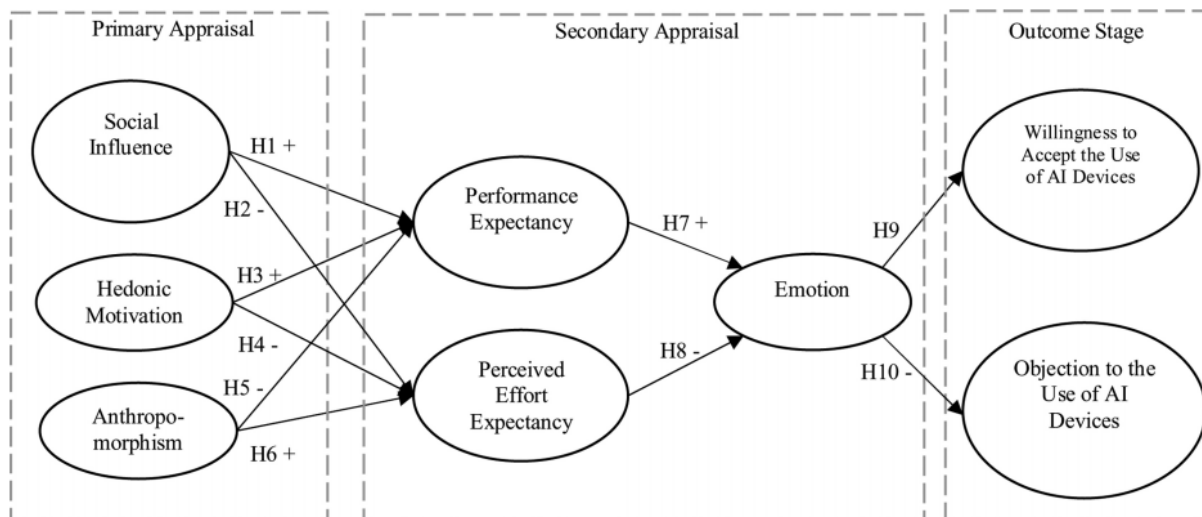 Primary Appraisal
Social
Influence
Hedonic
Motivation
Anthropo-
morphism
H1 +
H2 -
H3 +
H4 -
H5 -
H6 +
Secondary Appraisal
Performance
Expectancy
Perceived
Effort
Expectancy
H7 +
H8 -
Emotion
H9
H10 -
Outcome Stage
Willingness to
Accept the Use
of AI Devices
Objection to the
Use of AI
Devices